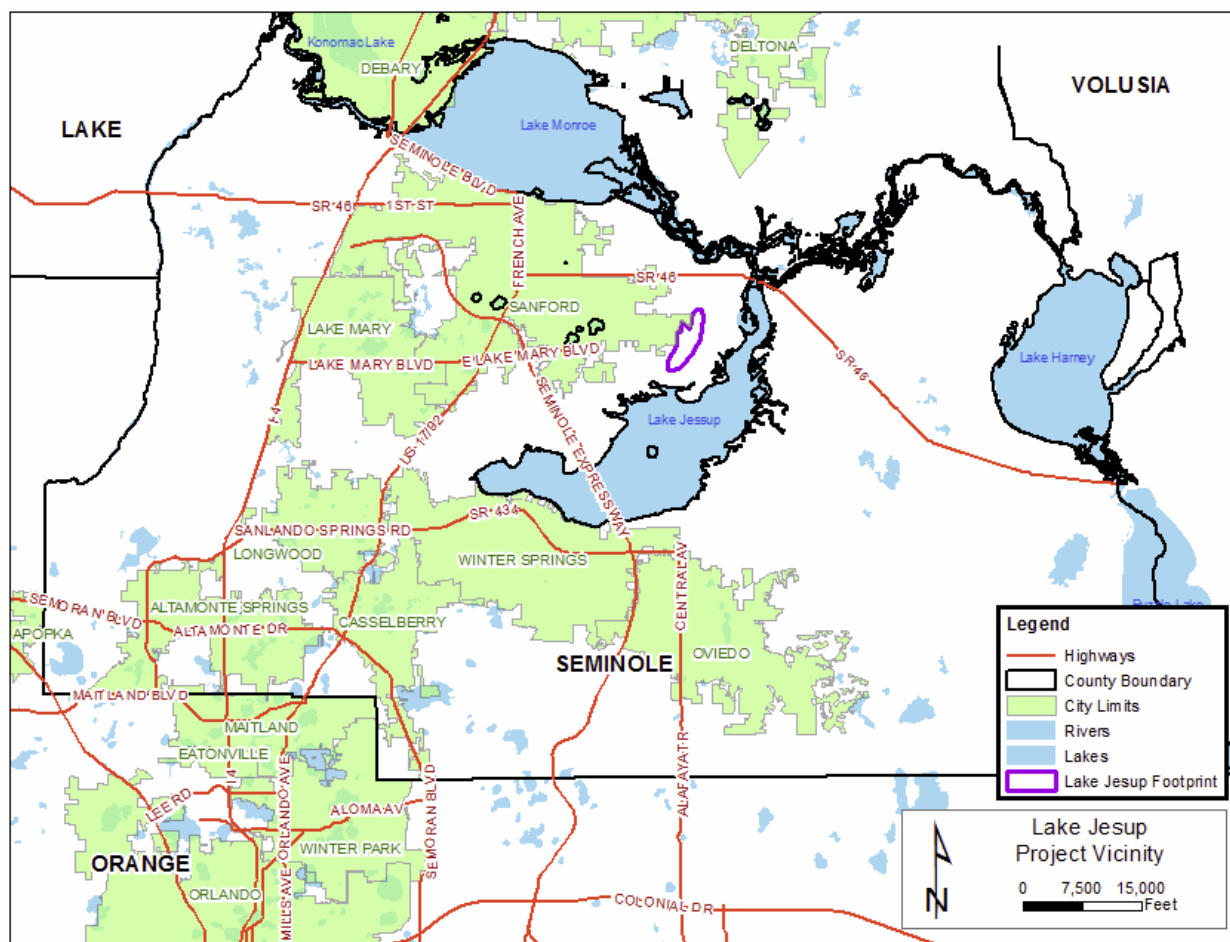 Konomac Lake
DEBARY
DELTONA
VOLUSIA
LAKE
Lake Monroe
SEMINOLE BLVD
SR 46
1ST ST
FRENCH AVE
SR 46
SANFORD
LAKE MARY
LAKE MARY BLVD
E LAKE MARY BLVD
SR 46
Lake Harney
I-4
US-17/92
SEMINOLE EXPRESSWAY
Lake Jessup
SR 434
SANLANDO SPRINGS RD
LONGWOOD
WINTER SPRINGS
CENTRAL AV
SEMORAN BLVD
ALTAMONTE SPRINGS
APOPKA
ALTAMONTE DR
CASSELBERRY
SEMINOLE
OVIEDO
MAITLAND BLVD
MAITLAND
EATONVILLE
I-4
LEE RD
ORLANDO AVE
ALOMA AV
SEMORAN BLVD
ALAFAYA TR
WINTER PARK
ORANGE
ORLANDO
MILLS AVE
COLONIAL DR
Legend
Highways
County Boundary
City Limits
Rivers
Lakes
Lake Jesup Footprint
Lake Jesup
Project Vicinity
N
0 7,500 15,000
Feet